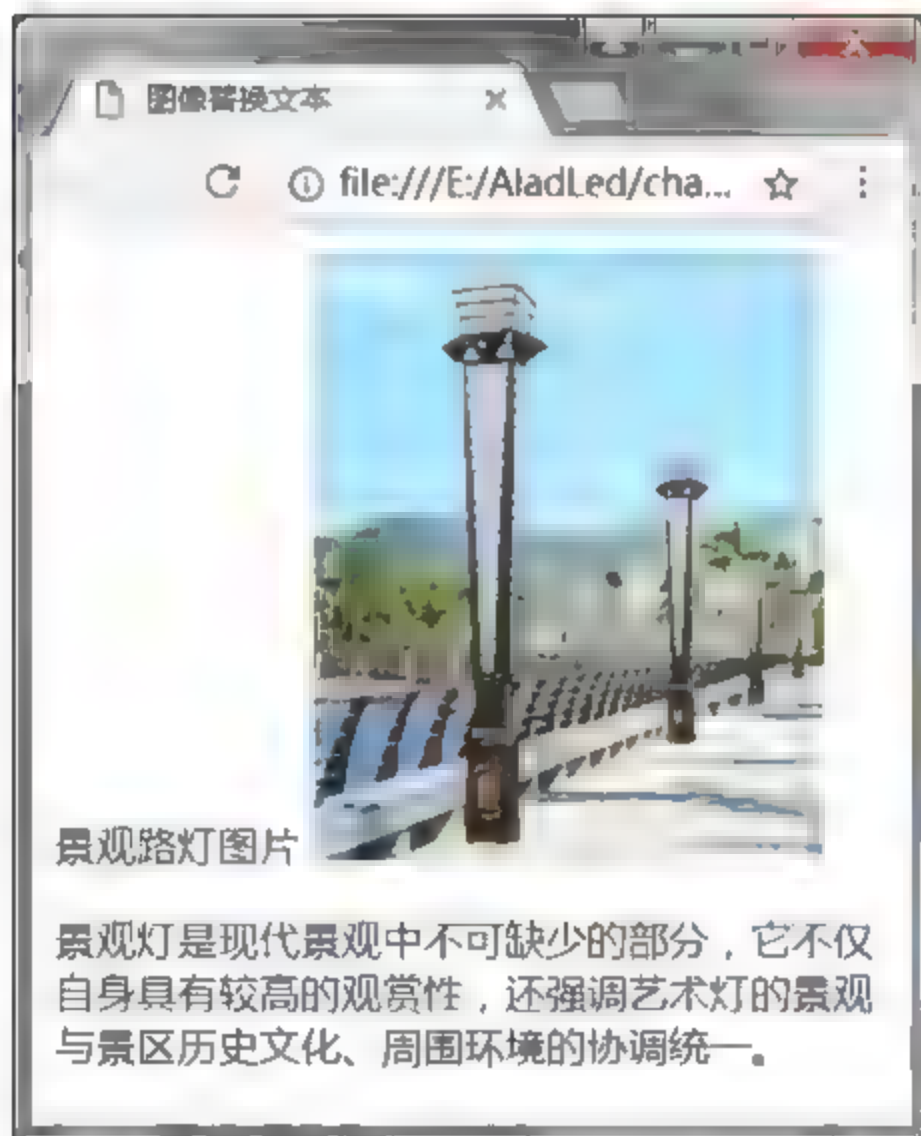 图像替换文本
file:///E:/AladLed/cha...
景观路灯图片
景观灯是现代景观中不可缺少的部分，它不仅
自身具有较高的观赏性，还强调艺术灯的景观
与景区历史文化、周围环境的协调统一。